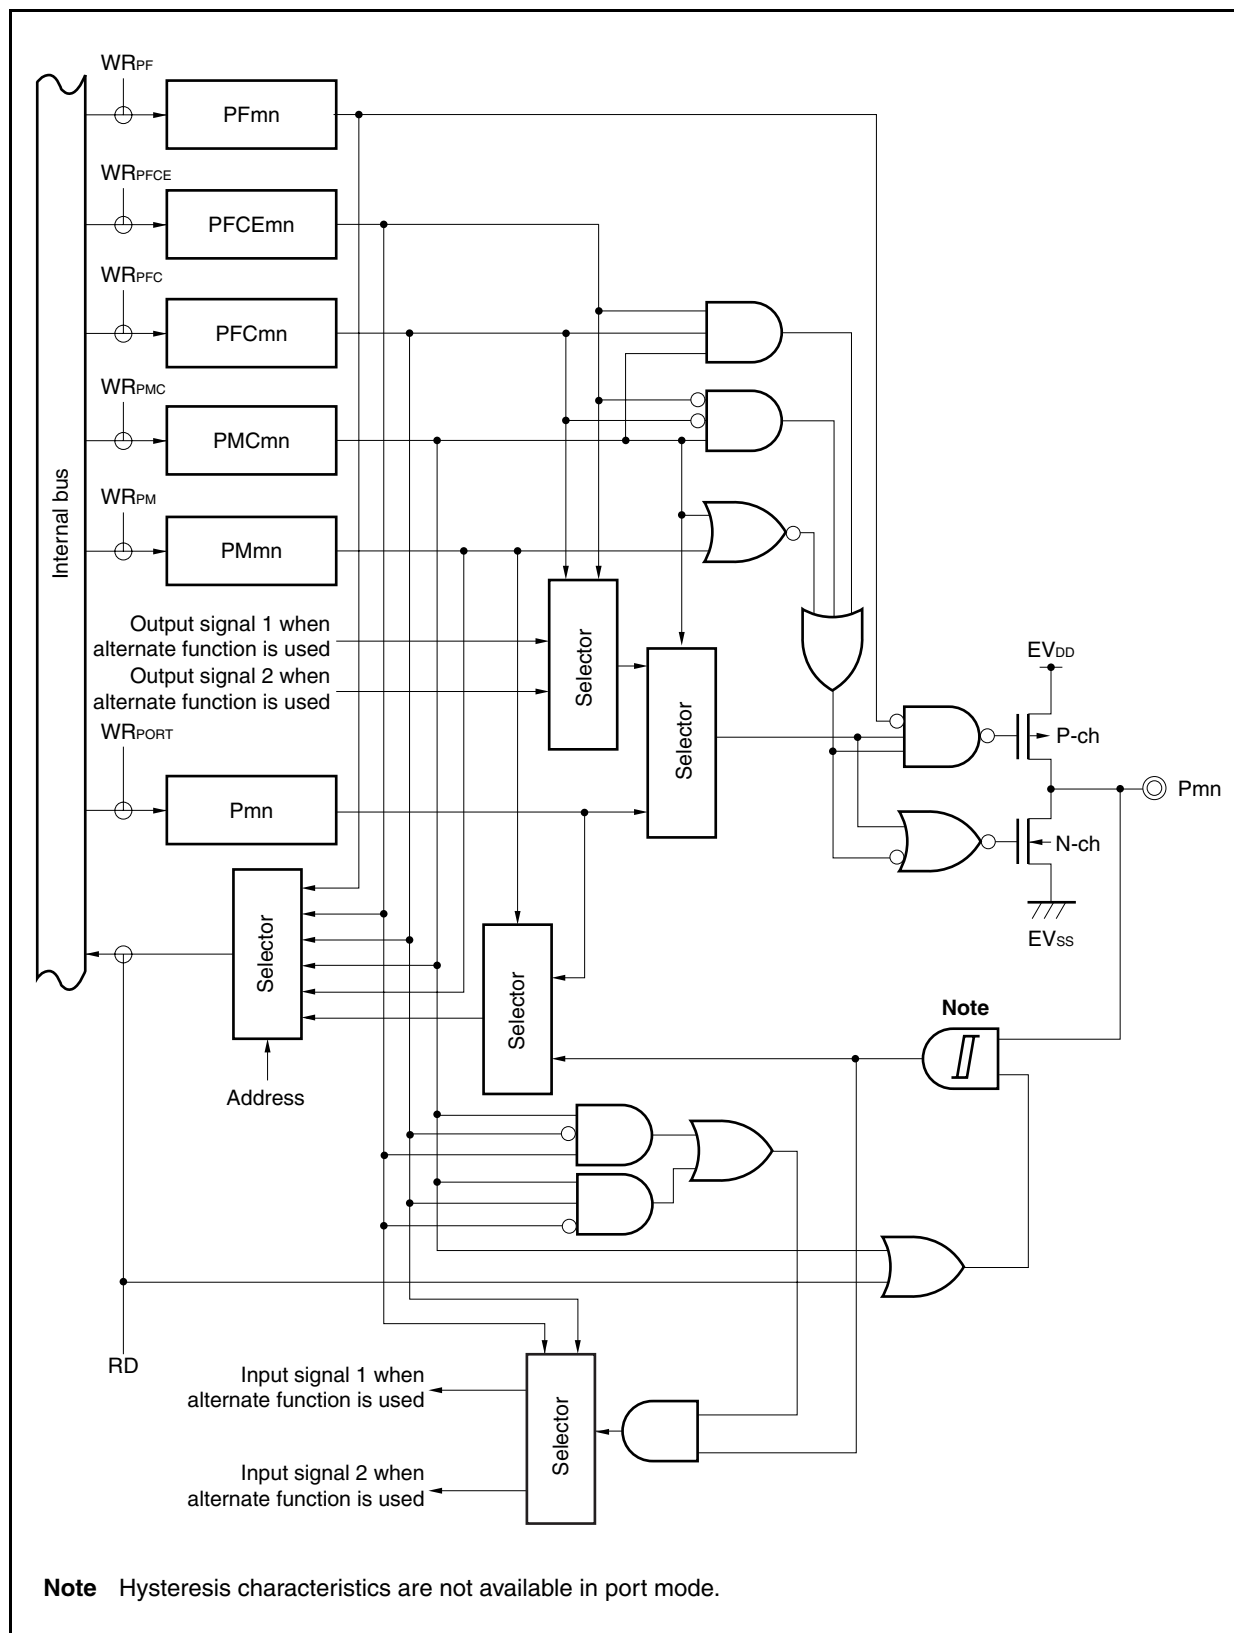 WRPF
PFmn
WRPFCE
PFCEmn
WRPFC
PFCmn
WRPMC
PMCmn
WRPM
PMmn
Internal bus
Output signal 1 when
alternate function is used
Output signal 2 when
alternate function is used
Selector
Selector
WRPORT
Pmn
EVDD
P-ch
Pmn
N-ch
EVSS
Selector
Selector
Address
Note
RD
Input signal 1 when
alternate function is used
Selector
Input signal 2 when
alternate function is used
Note Hysteresis characteristics are not available in port mode.